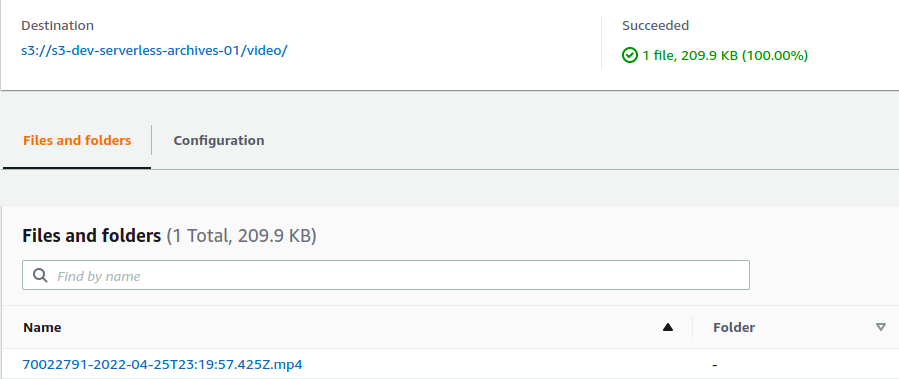 Destination
Succeeded
s3://s3-dev-serverless-archives-01/video/
1 file, 209.9 KB (100.00%)
Files and folders
Configuration
Files and folders (1 Total, 209.9 KB)
Find by name
Name
Folder
70022791-2022-04-25T23:19:57.425Z.mp4
-